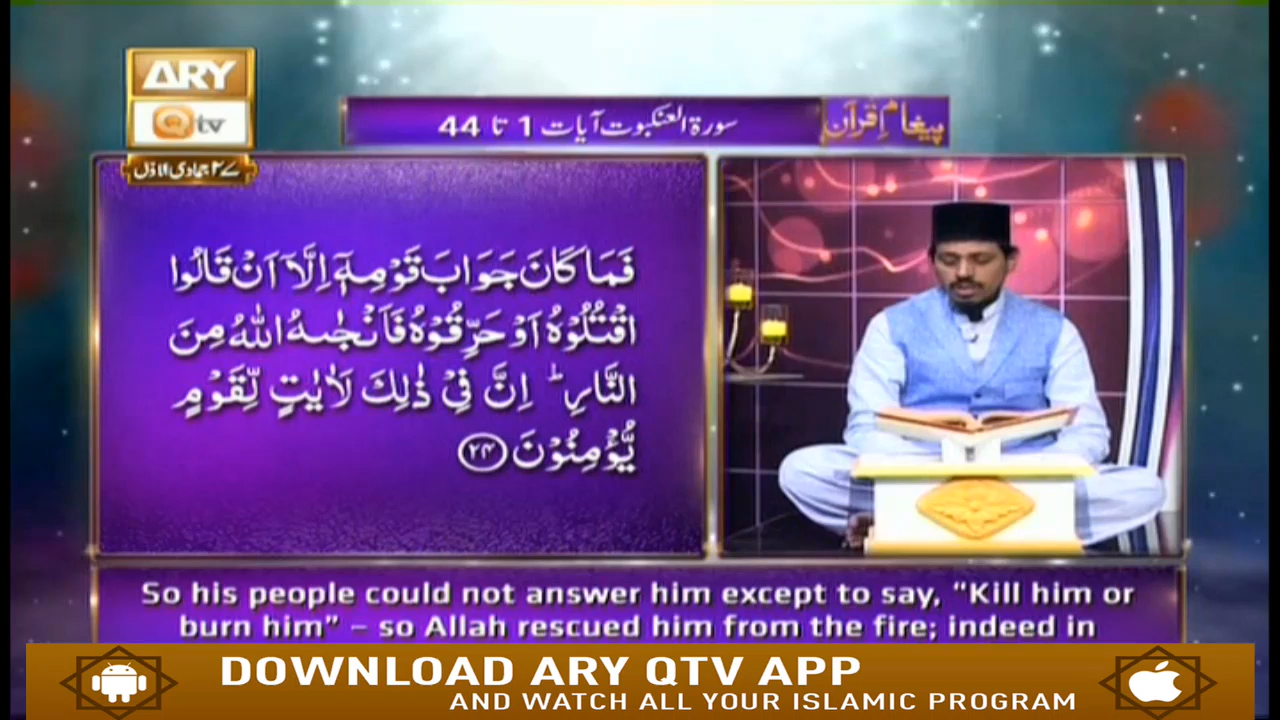 ARY
Qtv
پیغامِ قرآن
سورۃ العنکبوت آیات 1 تا 44
۲۷ جمادی الاوّل
فَمَا كَانَ جَوَابَ قَوْمِهٖۤ اِلَّاۤ اَنْ قَالُوا
اقْتُلُوْهُ اَوْ حَرِّقُوْهُ فَاَنْجٰىهُ اللّٰهُ مِنَ
النَّارِ ؕ اِنَّ فِیْ ذٰلِكَ لَاٰیٰتٍ لِّقَوْمٍ
یُّؤْمِنُوْنَ ۲۴
So his people could not answer him except to say, “Kill him or
burn him” – so Allah rescued him from the fire; indeed in
DOWNLOAD ARY QTV APP
AND WATCH ALL YOUR ISLAMIC PROGRAM